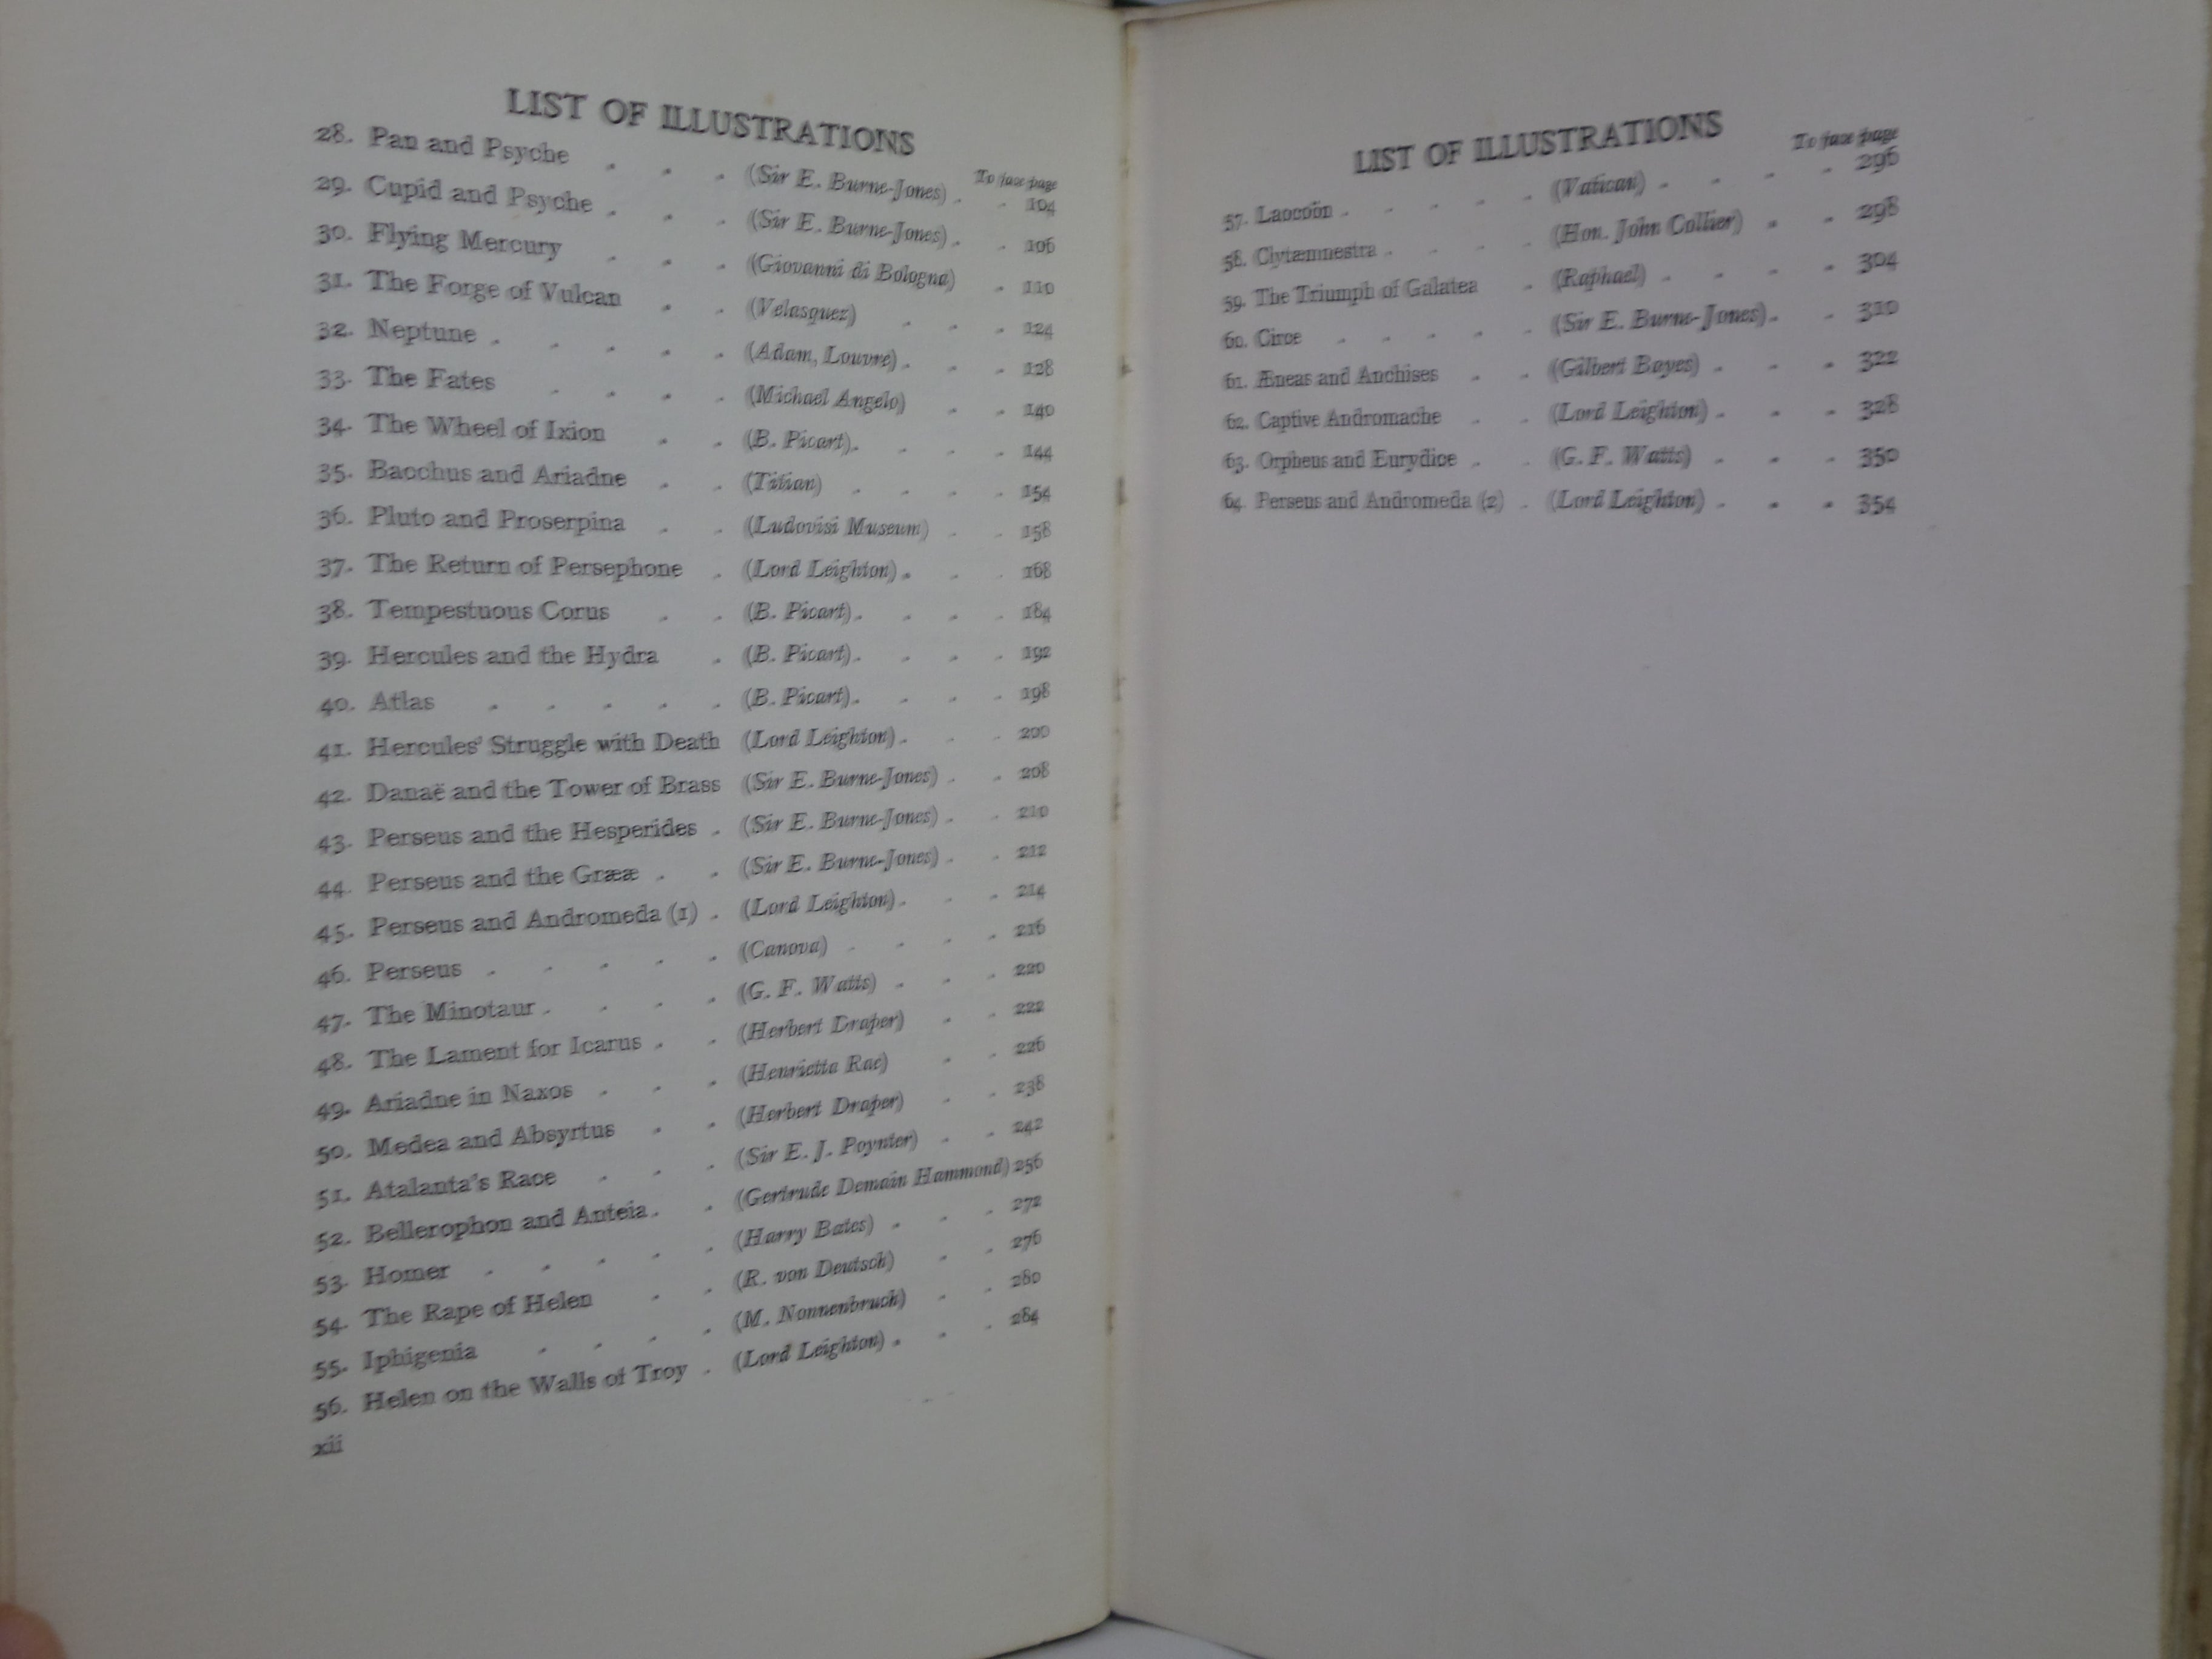 LIST OF ILLUSTRATIONS
To face page
28. Pan and Psyche . . . (Sir E. Burne-Jones) . . 104
29. Cupid and Psyche . . . (Sir E. Burne-Jones) . . 106
30. Flying Mercury . . . (Giovanni di Bologna) . 110
31. The Forge of Vulcan . . (Velasquez) . . . 124
32. Neptune . . . . . (Adam, Louvre) . . . 128
33. The Fates . . . . (Michael Angelo) . . 140
34. The Wheel of Ixion . . (B. Picart) . . . . 144
35. Bacchus and Ariadne . . (Titian) . . . . 154
36. Pluto and Proserpina . . (Ludovisi Museum) . . 158
37. The Return of Persephone . (Lord Leighton) . . . 168
38. Tempestuous Corus . . (B. Picart) . . . . 184
39. Hercules and the Hydra . (B. Picart) . . . . 192
40. Atlas . . . . . (B. Picart) . . . . 198
41. Hercules' Struggle with Death (Lord Leighton) . . . 200
42. Danaë and the Tower of Brass (Sir E. Burne-Jones) . . 208
43. Perseus and the Hesperides . (Sir E. Burne-Jones) . . 210
44. Perseus and the Grææ . . (Sir E. Burne-Jones) . . 212
45. Perseus and Andromeda (1) . (Lord Leighton) . . . 214
46. Perseus . . . . . (Canova) . . . . 216
47. The Minotaur . . . . (G. F. Watts) . . . 220
48. The Lament for Icarus . . (Herbert Draper) . . 222
49. Ariadne in Naxos . . . (Henrietta Rae) . . 226
50. Medea and Absyrtus . . (Herbert Draper) . . 238
51. Atalanta's Race . . . (Sir E. J. Poynter) . . 242
52. Bellerophon and Anteia . . (Gertrude Demain Hammond) 256
53. Homer . . . . . (Harry Bates) . . . 272
54. The Rape of Helen . . (R. von Deutsch) . . 276
55. Iphigenia . . . . (M. Nonnenbruch) . . 280
56. Helen on the Walls of Troy . (Lord Leighton) . . . 284
xii
LIST OF ILLUSTRATIONS
To face page
57. Laocoön . . . . . (Vatican) . . . . 296
58. Clytæmnestra . . . . (Hon. John Collier) . . 298
59. The Triumph of Galatea . (Raphael) . . . . 304
60. Circe . . . . . (Sir E. Burne-Jones) . . 310
61. Æneas and Anchises . . (Gilbert Bayes) . . . 322
62. Captive Andromache . . (Lord Leighton) . . . 328
63. Orpheus and Eurydice . . (G. F. Watts) . . . 350
64. Perseus and Andromeda (2) . (Lord Leighton) . . . 354